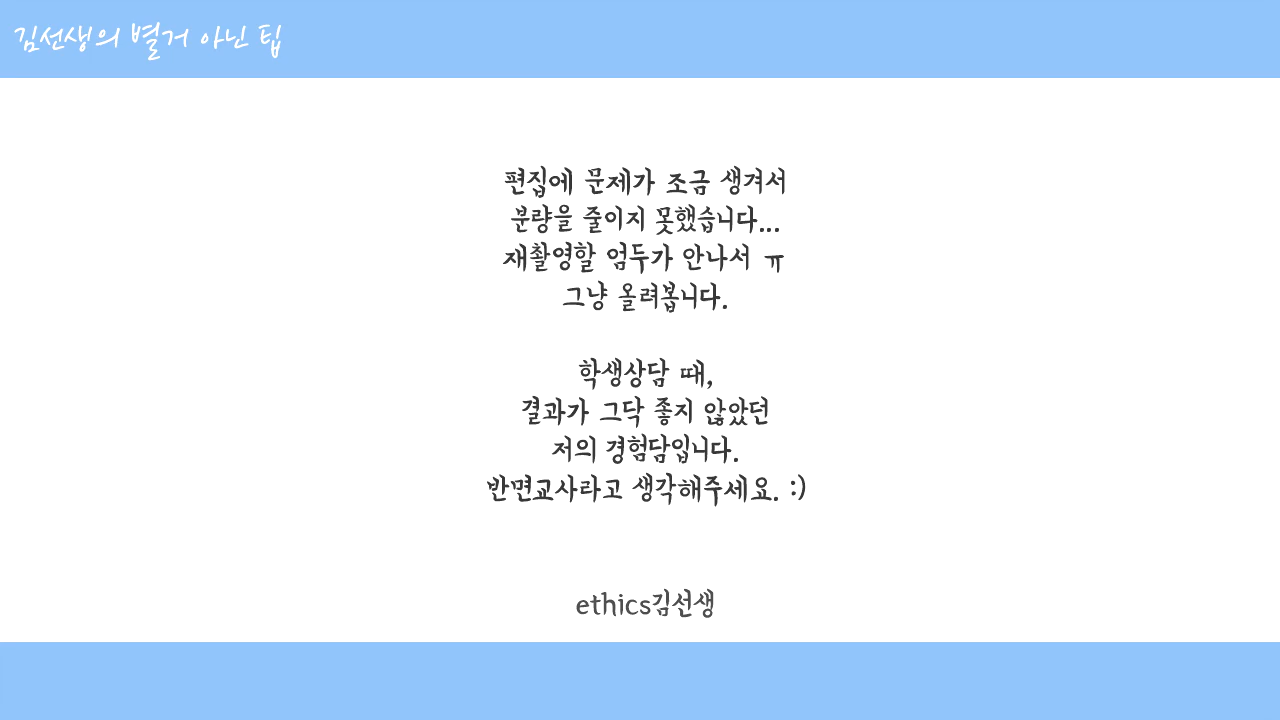 김선생의 별거 아닌 팁
편집에 문제가 조금 생겨서
분량을 줄이지 못했습니다...
재촬영할 엄두가 안나서 ㅠ
그냥 올려봅니다.
학생상담 때,
결과가 그닥 좋지 않았던
저의 경험담입니다.
반면교사라고 생각해주세요. :)
ethics김선생